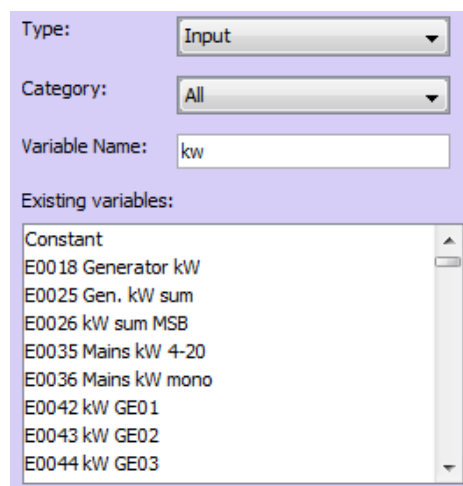 Type: Input
Category: All
Variable Name: kw
Existing variables:
Constant
E0018 Generator kW
E0025 Gen. kW sum
E0026 kW sum MSB
E0035 Mains kW 4-20
E0036 Mains kW mono
E0042 kW GE01
E0043 kW GE02
E0044 kW GE03